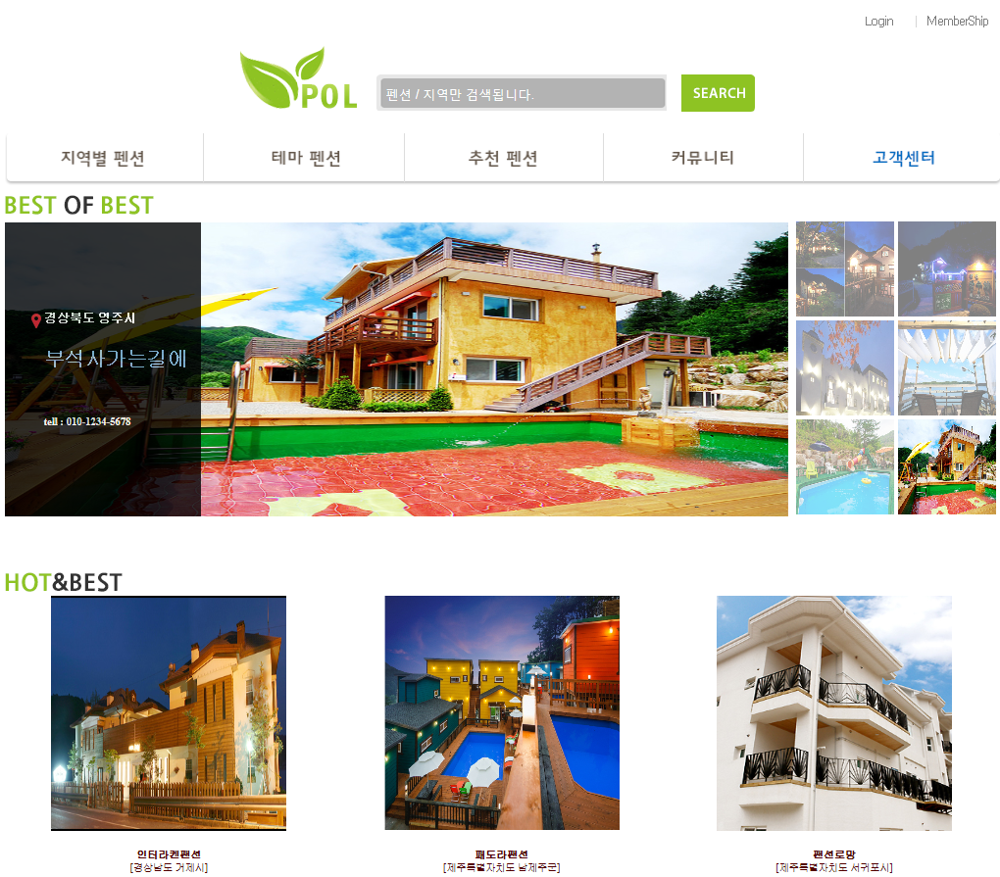 Login | MemberShip
POL
펜션 / 지역만 검색됩니다.
SEARCH
지역별 펜션
테마 펜션
추천 펜션
커뮤니티
고객센터
BEST OF BEST
경상북도 영주시
부석사가는길에
tell : 010-1234-5678
HOT&BEST
인터라켄펜션
[경상남도 거제시]
패도라펜션
[제주특별자치도 남제주군]
펜션로망
[제주특별자치도 서귀포시]